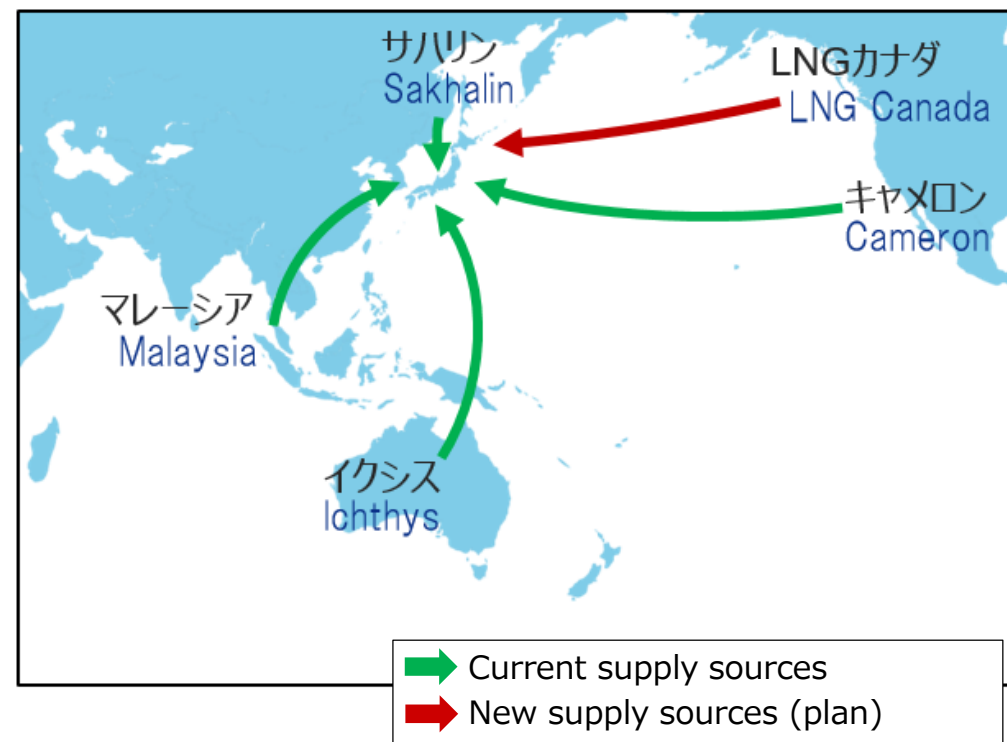 サハリン
Sakhalin
LNGカナダ
LNG Canada
キャメロン
Cameron
マレーシア
Malaysia
イクシス
Ichthys
Current supply sources
New supply sources (plan)